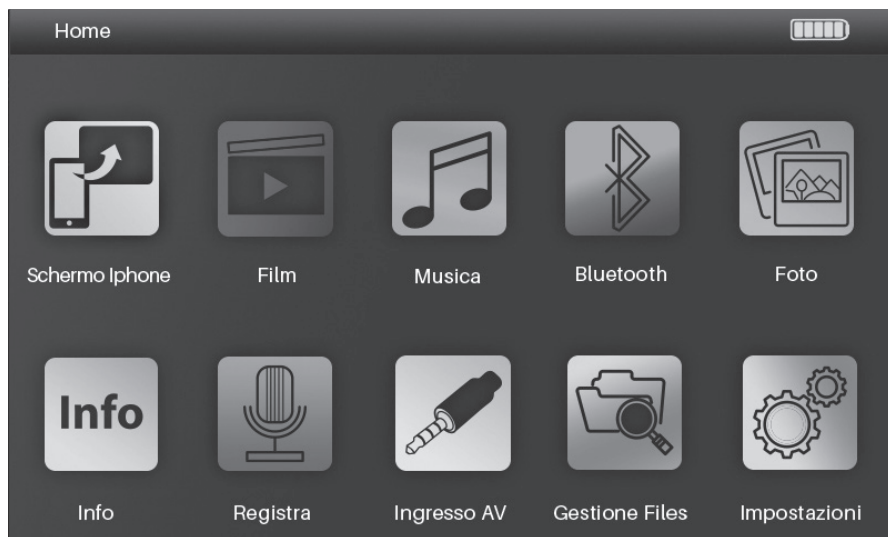 Home
Schermo Iphone
Film
Musica
Bluetooth
Foto
Info
Info
Registra
Ingresso AV
Gestione Files
Impostazioni